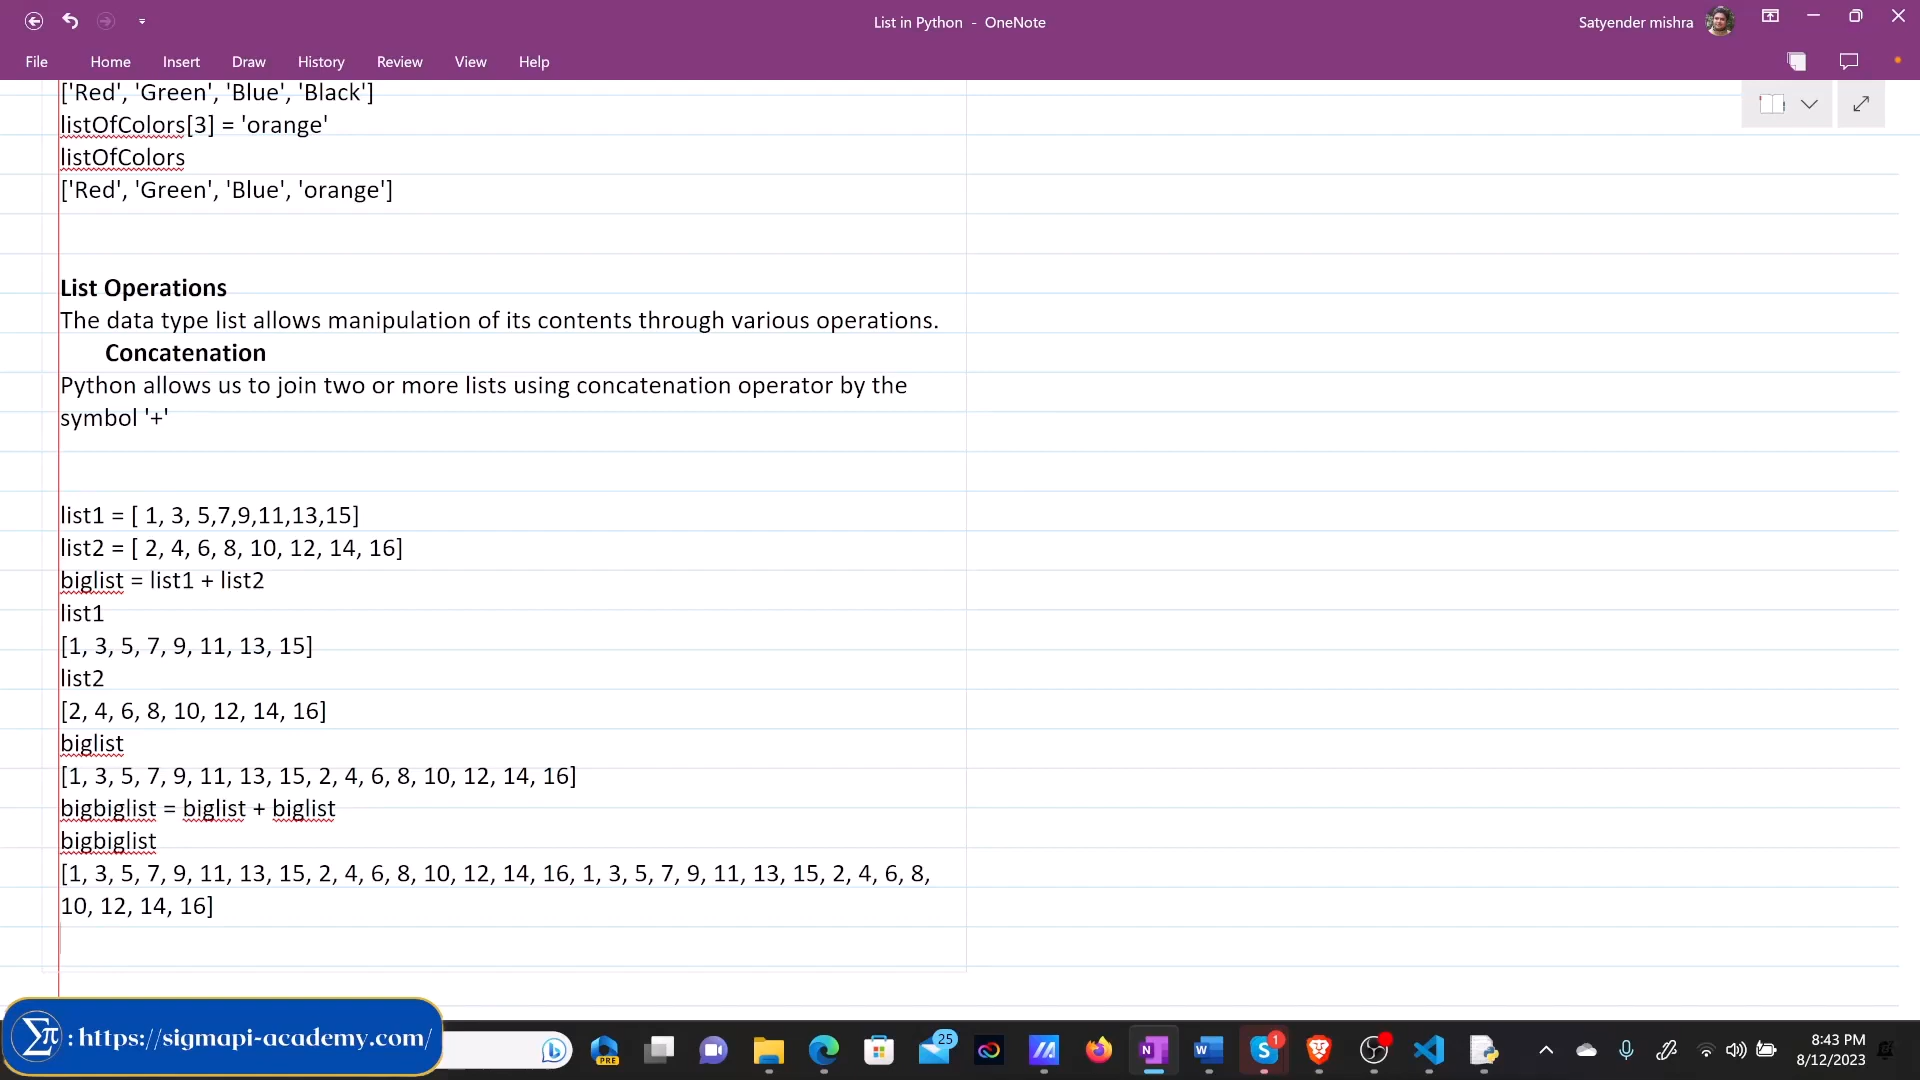 List in Python - OneNote
Satyender mishra
File Home Insert Draw History Review View Help
['Red', 'Green', 'Blue', 'Black']
listOfColors[3] = 'orange'
listOfColors
['Red', 'Green', 'Blue', 'orange']
List Operations
The data type list allows manipulation of its contents through various operations.
Concatenation
Python allows us to join two or more lists using concatenation operator by the
symbol '+'
list1 = [ 1, 3, 5,7,9,11,13,15]
list2 = [ 2, 4, 6, 8, 10, 12, 14, 16]
biglist = list1 + list2
list1
[1, 3, 5, 7, 9, 11, 13, 15]
list2
[2, 4, 6, 8, 10, 12, 14, 16]
biglist
[1, 3, 5, 7, 9, 11, 13, 15, 2, 4, 6, 8, 10, 12, 14, 16]
bigbiglist = biglist + biglist
bigbiglist
[1, 3, 5, 7, 9, 11, 13, 15, 2, 4, 6, 8, 10, 12, 14, 16, 1, 3, 5, 7, 9, 11, 13, 15, 2, 4, 6, 8,
10, 12, 14, 16]
Σπ : https://sigmapi-academy.com/
PRE
25
N
W
S
1
8:43 PM
8/12/2023